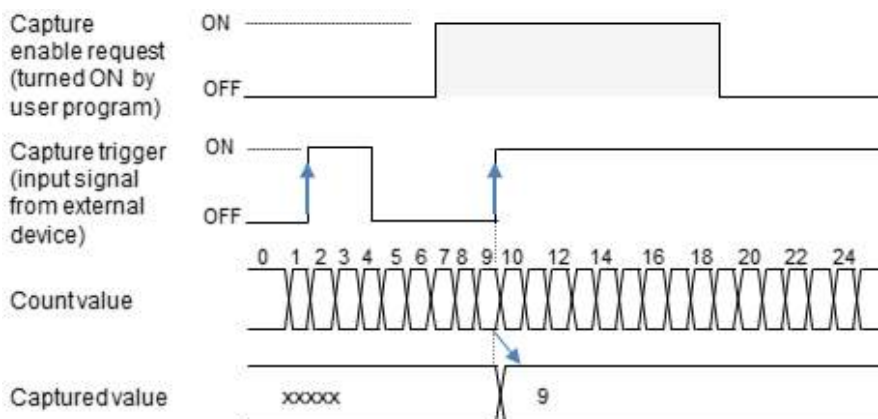 Capture
enable request
(turned ON by
user program)
ON
OFF
Capture trigger
(input signal
from external
device)
ON
OFF
0 1 2 3 4 5 6 7 8 9 10 12 14 16 18 20 22 24
Count value
Captured value
xxxxx
9